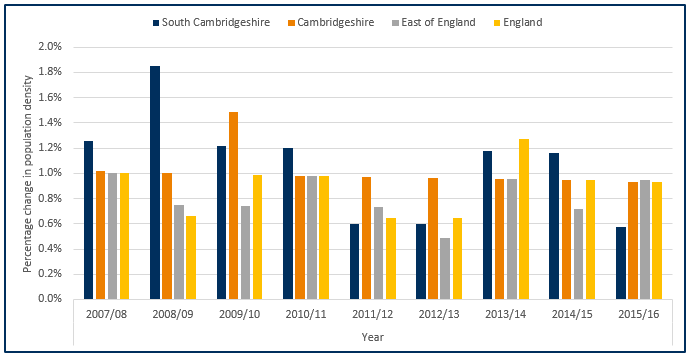 South Cambridgeshire Cambridgeshire East of England England
Percentage change in population density
2.0%
1.8%
1.6%
1.4%
1.2%
1.0%
0.8%
0.6%
0.4%
0.2%
0.0%
2007/08 2008/09 2009/10 2010/11 2011/12 2012/13 2013/14 2014/15 2015/16
Year